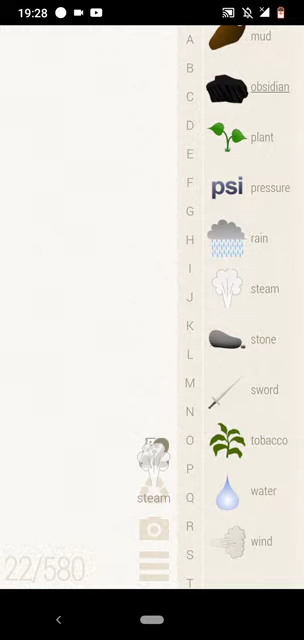 19:28
A
mud
B
C
obsidian
D
plant
E
F
psi
pressure
G
H
rain
I
steam
J
K
stone
L
M
sword
N
O
tobacco
P
steam
Q
water
R
wind
S
22/580
T